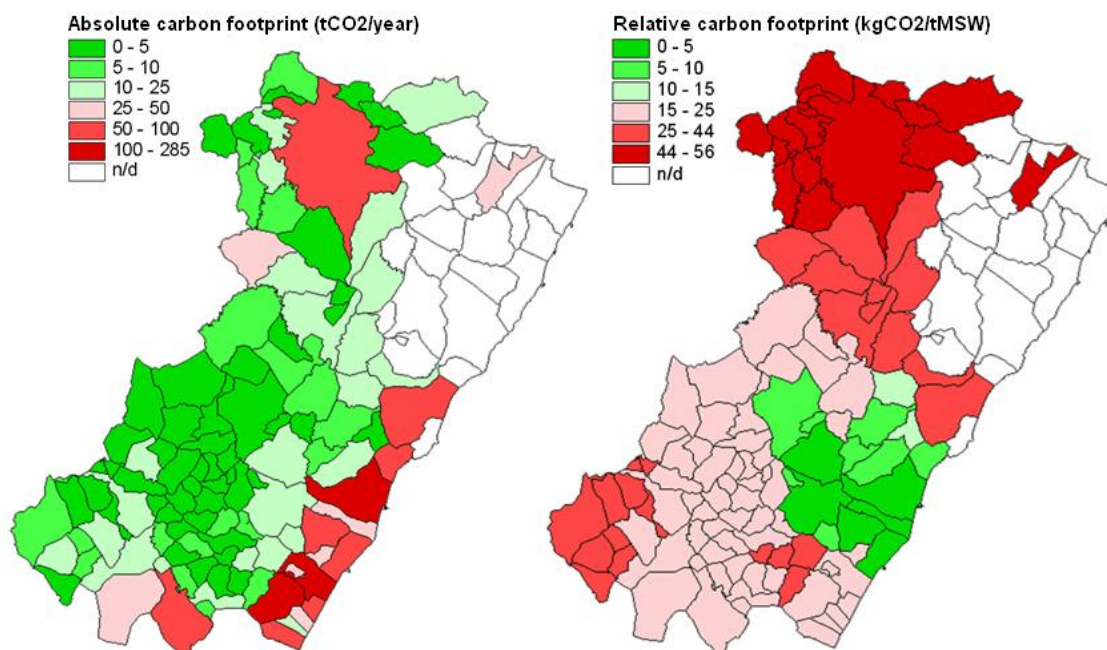 Absolute carbon footprint (tCO2/year)
0 - 5
5 - 10
10 - 25
25 - 50
50 - 100
100 - 285
n/d
Relative carbon footprint (kgCO2/tMSW)
0 - 5
5 - 10
10 - 15
15 - 25
25 - 44
44 - 56
n/d